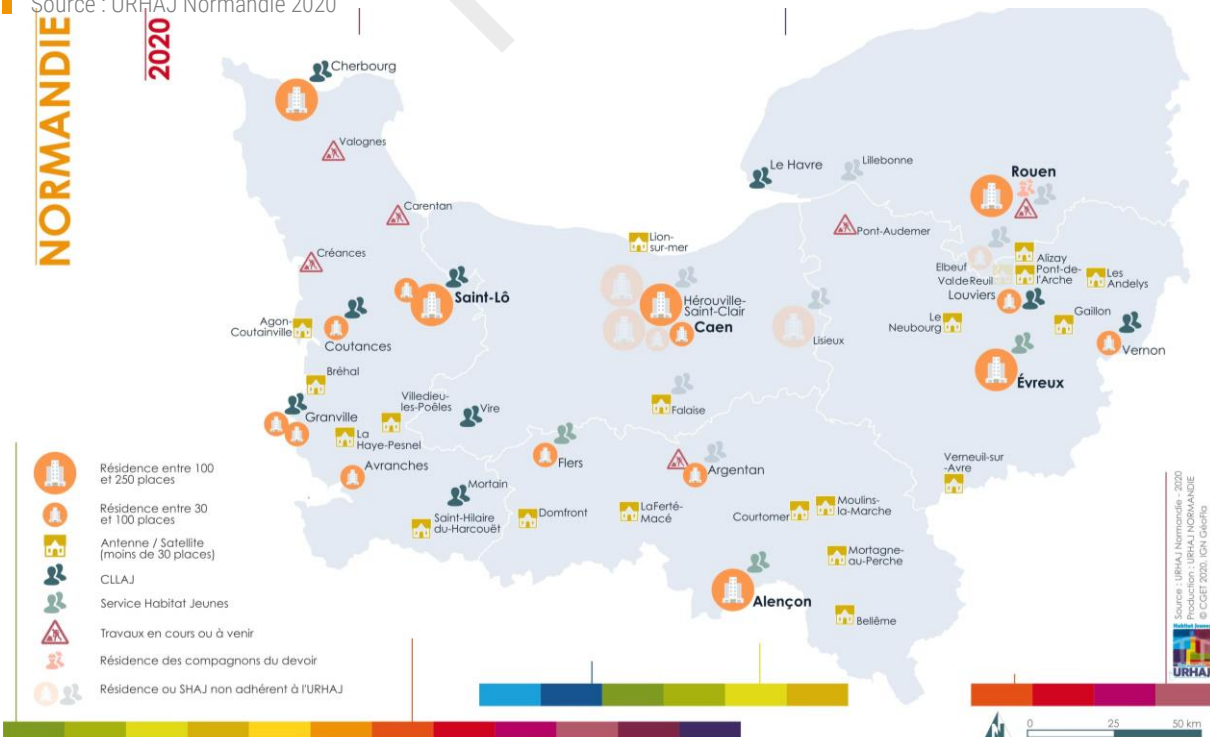 Source : URHAJ Normandie 2020
NORMANDIE
2020
Cherbourg
Valognes
Carentan
Créances
Saint-Lô
Agon-
Coutainville
Coutances
Bréhal
Granville
Villedieu-
les-Poêles
La
Haye-Pesnel
Avranches
Vire
Mortain
Saint-Hilaire
du-Harcouët
Lion-
sur-mer
Hérouville-
Saint-Clair
Caen
Lisieux
Falaise
Flers
Argentan
Domfront
LaFerté-
Macé
Courtomer
Moulins-
la-Marche
Mortagne-
au-Perche
Alençon
Bellême
Le Havre
Lillebonne
Rouen
Pont-Audemer
Elbeuf
ValdeReuil
Alizay
Pont-de-
l'Arche
Les
Andelys
Louviers
Le
Neubourg
Gaillon
Vernon
Évreux
Verneuil-sur
-Avre
Résidence entre 100
et 250 places
Résidence entre 30
et 100 places
Antenne / Satellite
(moins de 30 places)
CLLAJ
Service Habitat Jeunes
Travaux en cours ou à venir
Résidence des compagnons du devoir
Résidence ou SHAJ non adhérent à l'URHAJ
Source : URHAJ Normandie - 2020
Production : URHAJ NORMANDIE
© CGET 2020, IGN Géofla
Habitat Jeunes
URHAJ
0 25 50 km